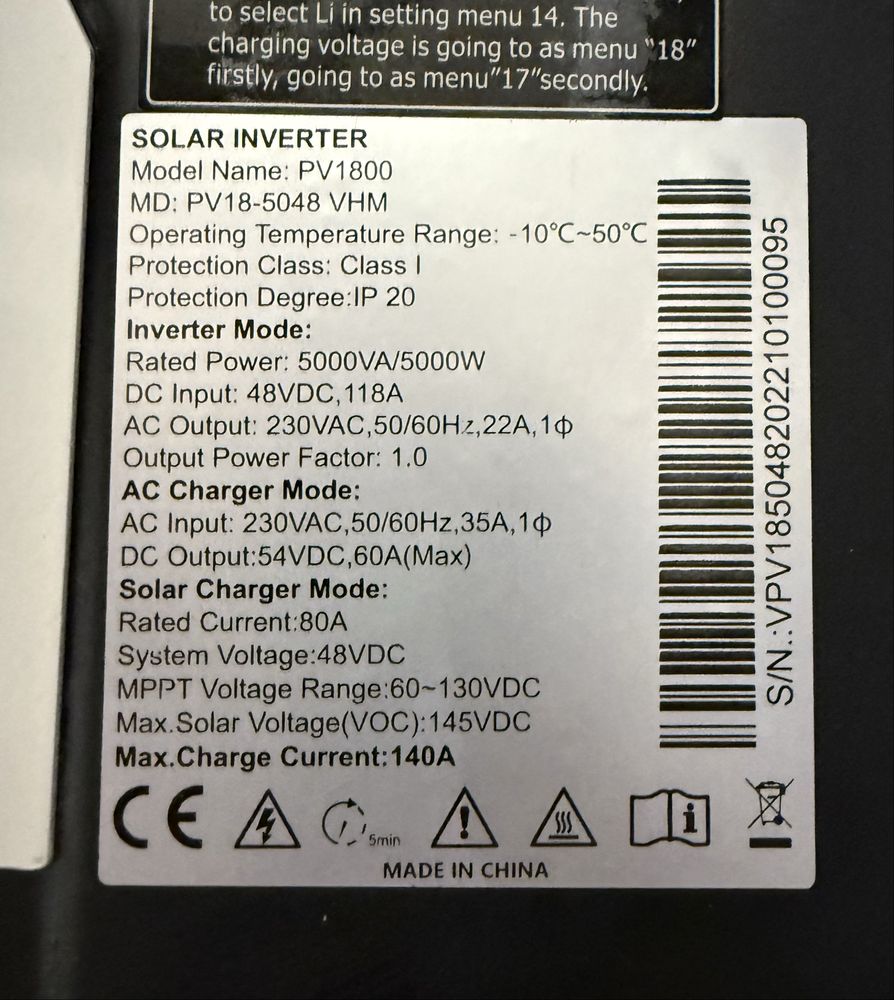 to select Li in setting menu 14. The
charging voltage is going to as menu "18"
firstly, going to as menu"17"secondly.
SOLAR INVERTER
Model Name: PV1800
MD: PV18-5048 VHM
Operating Temperature Range: -10℃~50℃
Protection Class: Class I
Protection Degree:IP 20
Inverter Mode:
Rated Power: 5000VA/5000W
DC Input: 48VDC,118A
AC Output: 230VAC,50/60Hz,22A,1ф
Output Power Factor: 1.0
AC Charger Mode:
AC Input: 230VAC,50/60Hz,35A,1ф
DC Output:54VDC,60A(Max)
Solar Charger Mode:
Rated Current:80A
System Voltage:48VDC
MPPT Voltage Range:60~130VDC
Max.Solar Voltage(VOC):145VDC
Max.Charge Current:140A
S/N.:VPV18504820221​0100095
CE
5min
MADE IN CHINA